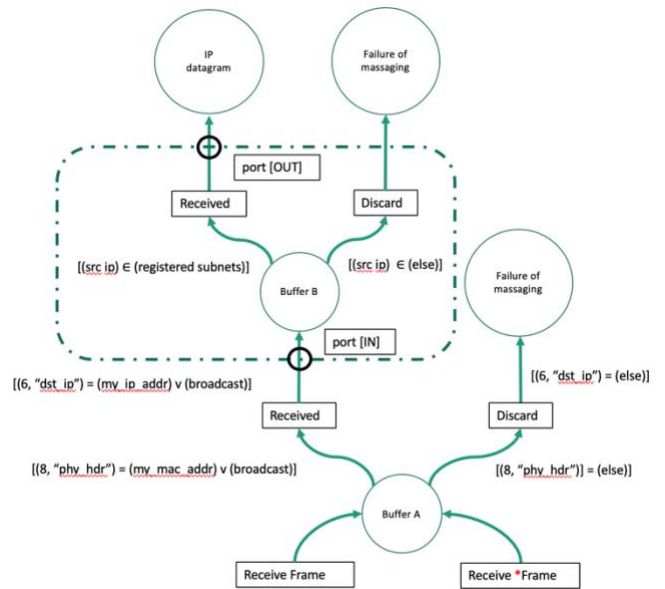 IP
datagram
Failure of
massaging
port [OUT]
Received
Discard
[(src ip) ∈ (registered subnets)]
[(src ip) ∈ (else)]
Buffer B
Failure of
massaging
port [IN]
[(6, “dst_ip”) = (my_ip_addr) v (broadcast)]
[(6, “dst_ip”) = (else)]
Received
Discard
[(8, “phy_hdr”) = (my_mac_addr) v (broadcast)]
[(8, “phy_hdr”)] = (else)]
Buffer A
Receive Frame
Receive *Frame